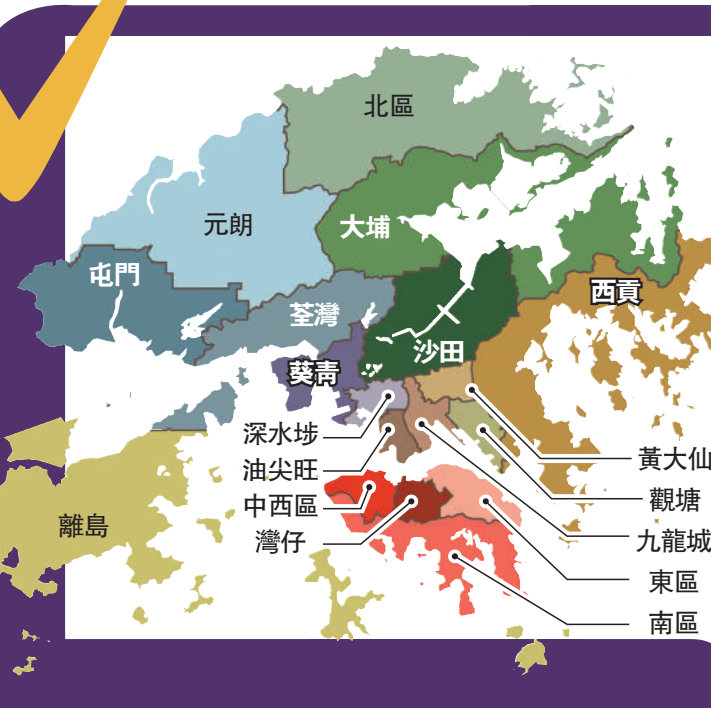 北區
元朗
大埔
屯門
西貢
荃灣
沙田
葵青
深水埗
油尖旺
中西區
灣仔
離島
黃大仙
觀塘
九龍城
東區
南區